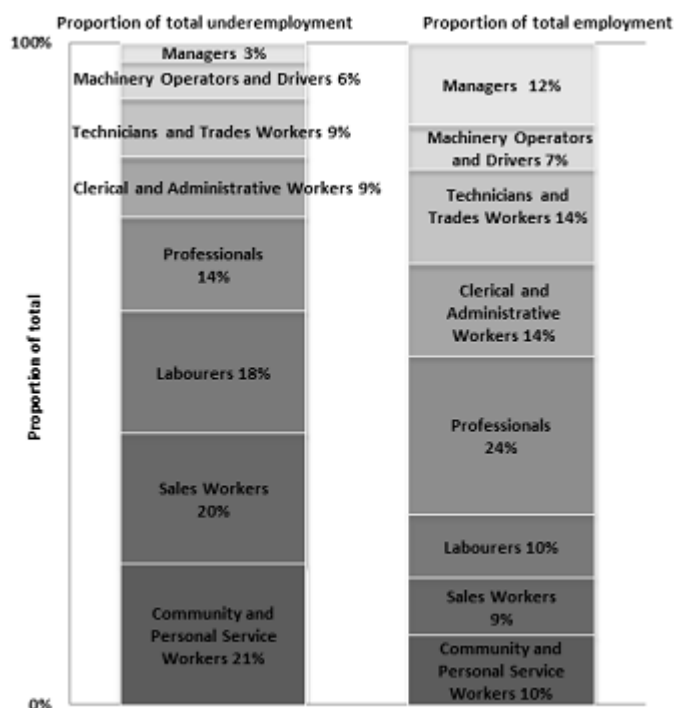 Proportion of total underemployment
Proportion of total employment
100%
Managers 3%
Machinery Operators and Drivers 6%
Technicians and Trades Workers 9%
Clerical and Administrative Workers 9%
Professionals
14%
Labourers 18%
Sales Workers
20%
Community and
Personal Service
Workers 21%
Managers 12%
Machinery Operators
and Drivers 7%
Technicians and
Trades Workers 14%
Clerical and
Administrative
Workers 14%
Professionals
24%
Labourers 10%
Sales Workers
9%
Community and
Personal Service
Workers 10%
Proportion of total
0%